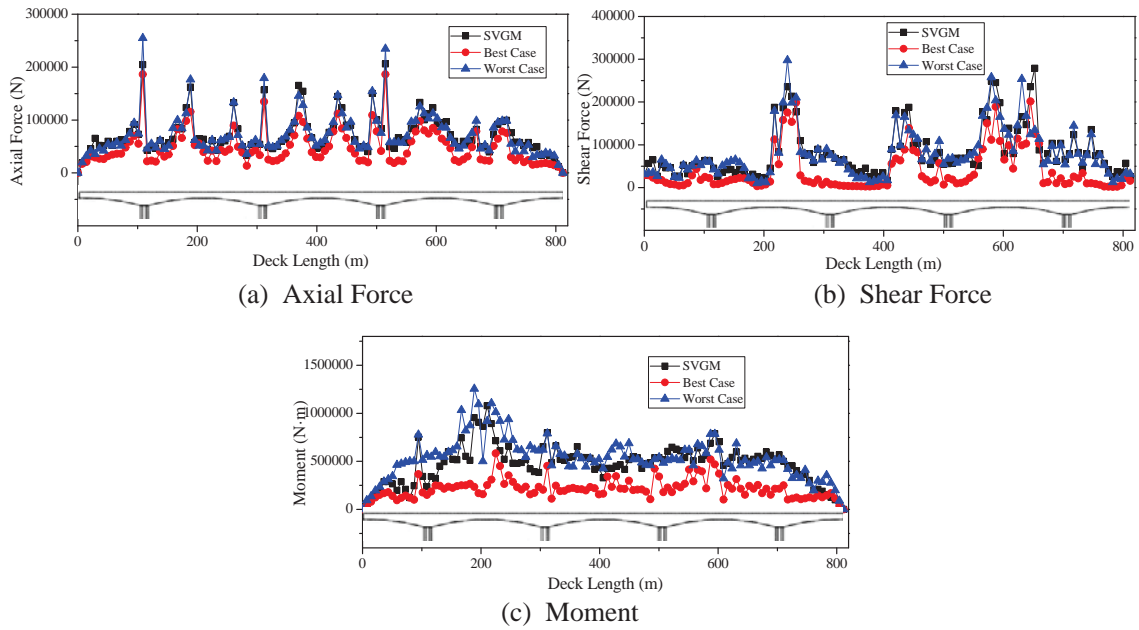 300000
200000
100000
0
Axial Force (N)
SVGM
Best Case
Worst Case
0
200
400
600
800
Deck Length (m)
(a) Axial Force
400000
300000
200000
100000
0
Shear Force (N)
SVGM
Best Case
Worst Case
0
200
400
600
800
Deck Length (m)
(b) Shear Force
1500000
1000000
500000
0
Moment (N·m)
SVGM
Best Case
Worst Case
0
200
400
600
800
Deck Length (m)
(c) Moment